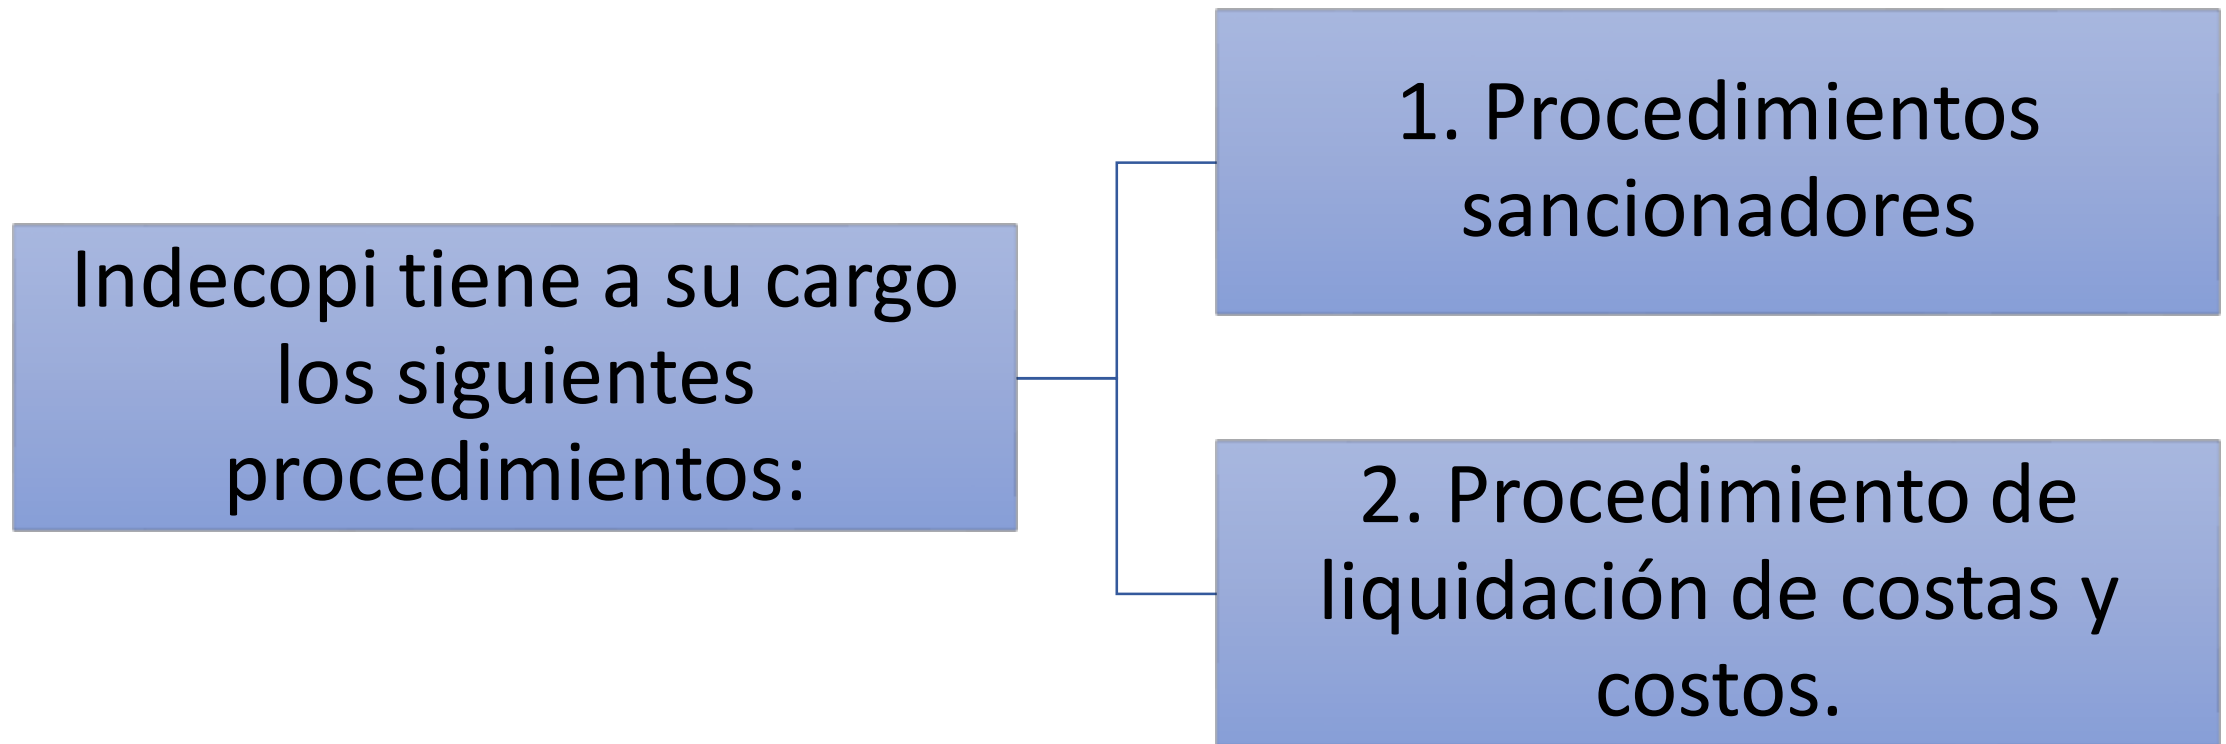 Indecopi tiene a su cargo
los siguientes
procedimientos:
1. Procedimientos
sancionadores
2. Procedimiento de
liquidación de costas y
costos.